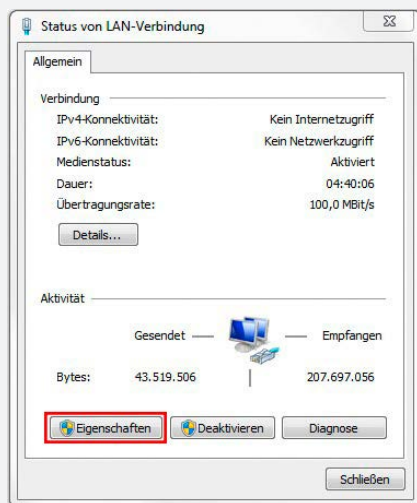 Status von LAN-Verbindung
Allgemein
Verbindung
IPv4-Konnektivität: Kein Internetzugriff
IPv6-Konnektivität: Kein Netzwerkzugriff
Medienstatus: Aktiviert
Dauer: 04:40:06
Übertragungsrate: 100,0 MBit/s
Details...
Aktivität
Gesendet — Empfangen
Bytes: 43.519.506 207.697.056
Eigenschaften Deaktivieren Diagnose
Schließen